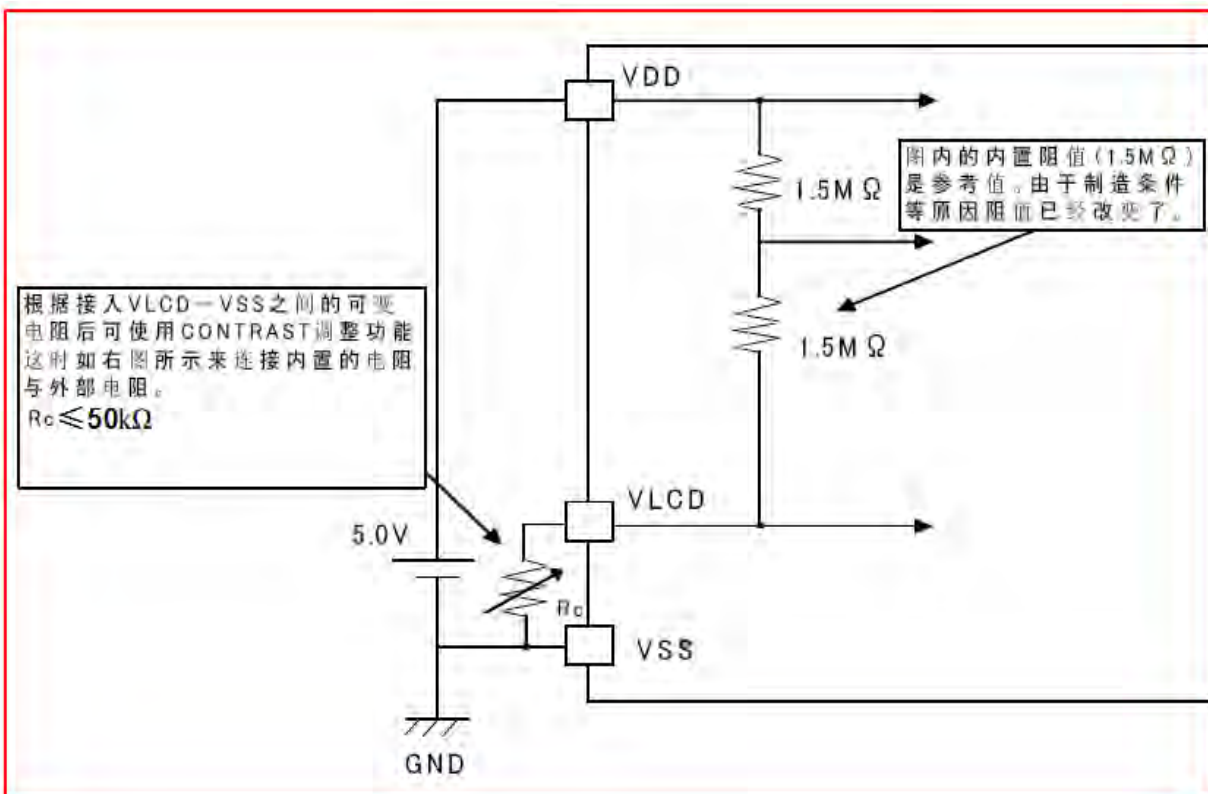 VDD
图内的内置阻值(1.5MΩ)
是参考值。由于制造条件
等原因阻值已经改变了。
1.5MΩ
1.5MΩ
根据接入VLCD—VSS之间的可变
电阻后可使用CONTRAST调整功能
这时如右图所示来连接内置的电阻
与外部电阻。
Rc≤50kΩ
VLCD
5.0V
Rc
VSS
GND